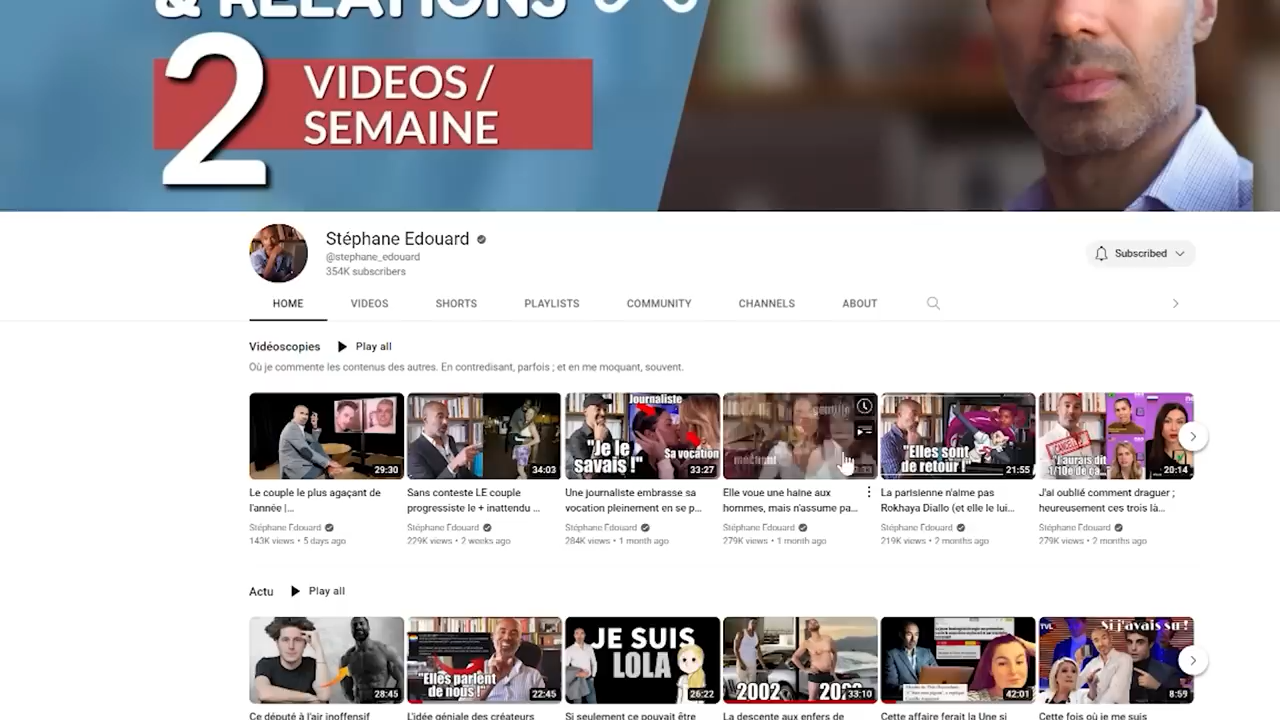 & RELATIONS
2
VIDEOS /
SEMAINE
Stéphane Edouard
@stephane_edouard
354K subscribers
Subscribed
HOME
VIDEOS
SHORTS
PLAYLISTS
COMMUNITY
CHANNELS
ABOUT
Vidéoscopies
Play all
Où je commente les contenus des autres. En contredisant, parfois ; et en me moquant, souvent.
29:30
34:03
Journaliste
"Je le
savais !"
Sa vocation
33:27
"Elles sont
de retour !"
21:55
J'aurais dit
1/10è de ça...
20:14
Le couple le plus agaçant de
l'année |...
Stéphane Edouard
143K views • 5 days ago
Sans conteste LE couple
progressiste le + inattendu ...
Stéphane Edouard
229K views • 2 weeks ago
Une journaliste embrasse sa
vocation pleinement en se p...
Stéphane Edouard
284K views • 1 month ago
Elle voue une haine aux
hommes, mais n'assume pa...
Stéphane Edouard
279K views • 1 month ago
La parisienne n'aime pas
Rokhaya Diallo (et elle le lui...
Stéphane Edouard
219K views • 2 months ago
J'ai oublié comment draguer ;
heureusement ces trois là...
Stéphane Edouard
279K views • 2 months ago
Actu
Play all
28:45
"Elles parlent
de nous !"
22:45
JE SUIS
LOLA
26:22
2002
33:10
42:01
TVL
Si j'avais su !
8:59
Ce député à l'air inoffensif
L'idée géniale des créateurs
Si seulement ce pouvait être
La descente aux enfers de
Cette affaire ferait la Une si
Cette fois où je me suis